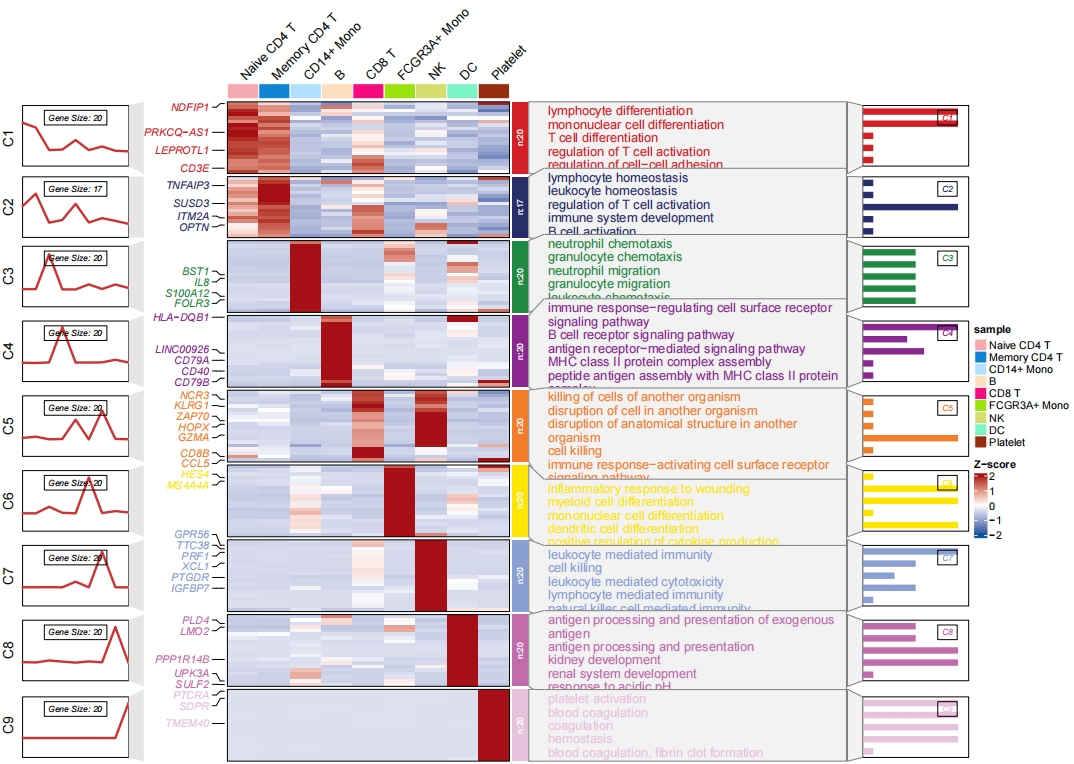 Naive CD4 T
Memory CD4 T
CD14+ Mono
B
CD8 T
FCGR3A+ Mono
NK
DC
Platelet
C1
Gene Size: 20
NDFIP1
PRKCQ−AS1
LEPROTL1
CD3E
n:20
lymphocyte differentiation
mononuclear cell differentiation
T cell differentiation
regulation of T cell activation
regulation of cell−cell adhesion
C1
C2
Gene Size: 17
TNFAIP3
SUSD3
ITM2A
OPTN
n:17
lymphocyte homeostasis
leukocyte homeostasis
regulation of T cell activation
immune system development
B cell activation
C2
C3
Gene Size: 20
BST1
IL8
S100A12
FOLR3
n:20
neutrophil chemotaxis
granulocyte chemotaxis
neutrophil migration
granulocyte migration
leukocyte chemotaxis
C3
C4
Gene Size: 20
HLA−DQB1
LINC00926
CD79A
CD40
CD79B
n:20
immune response−regulating cell surface receptor
signaling pathway
B cell receptor signaling pathway
antigen receptor−mediated signaling pathway
MHC class II protein complex assembly
peptide antigen assembly with MHC class II protein
complex
C4
C5
Gene Size: 20
NCR3
KLRG1
ZAP70
HOPX
GZMA
CD8B
CCL5
n:20
killing of cells of another organism
disruption of cell in another organism
disruption of anatomical structure in another
organism
cell killing
immune response−activating cell surface receptor
signaling pathway
C5
C6
Gene Size: 20
HES4
MS4A4A
n:20
inflammatory response to wounding
myeloid cell differentiation
mononuclear cell differentiation
dendritic cell differentiation
positive regulation of cytokine production
C6
C7
Gene Size: 20
GPR56
TTC38
PRF1
XCL1
PTGDR
IGFBP7
n:20
leukocyte mediated immunity
cell killing
leukocyte mediated cytotoxicity
lymphocyte mediated immunity
natural killer cell mediated immunity
C7
C8
Gene Size: 20
PLD4
LMO2
PPP1R14B
UPK3A
SULF2
n:20
antigen processing and presentation of exogenous
antigen
antigen processing and presentation
kidney development
renal system development
response to acidic pH
C8
C9
Gene Size: 20
PTCRA
SDPR
TMEM40
n:20
platelet activation
blood coagulation
coagulation
hemostasis
blood coagulation, fibrin clot formation
C9
sample
Naive CD4 T
Memory CD4 T
CD14+ Mono
B
CD8 T
FCGR3A+ Mono
NK
DC
Platelet
Z−score
2
1
0
−1
−2